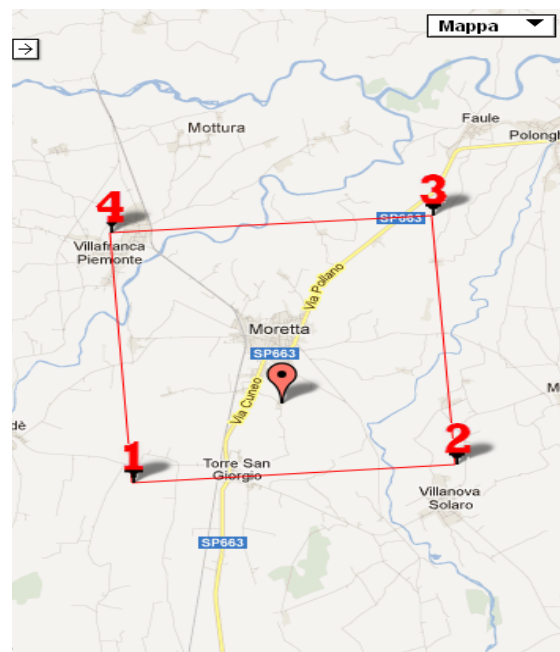 Mappa
→
Mottura
Faule
Polongh
4
3
SP663
Villafranca
Piemonte
Via Pollano
Moretta
SP663
Via Cuneo
M
dè
1
2
Torre San
Giorgio
Villanova
Solaro
SP663